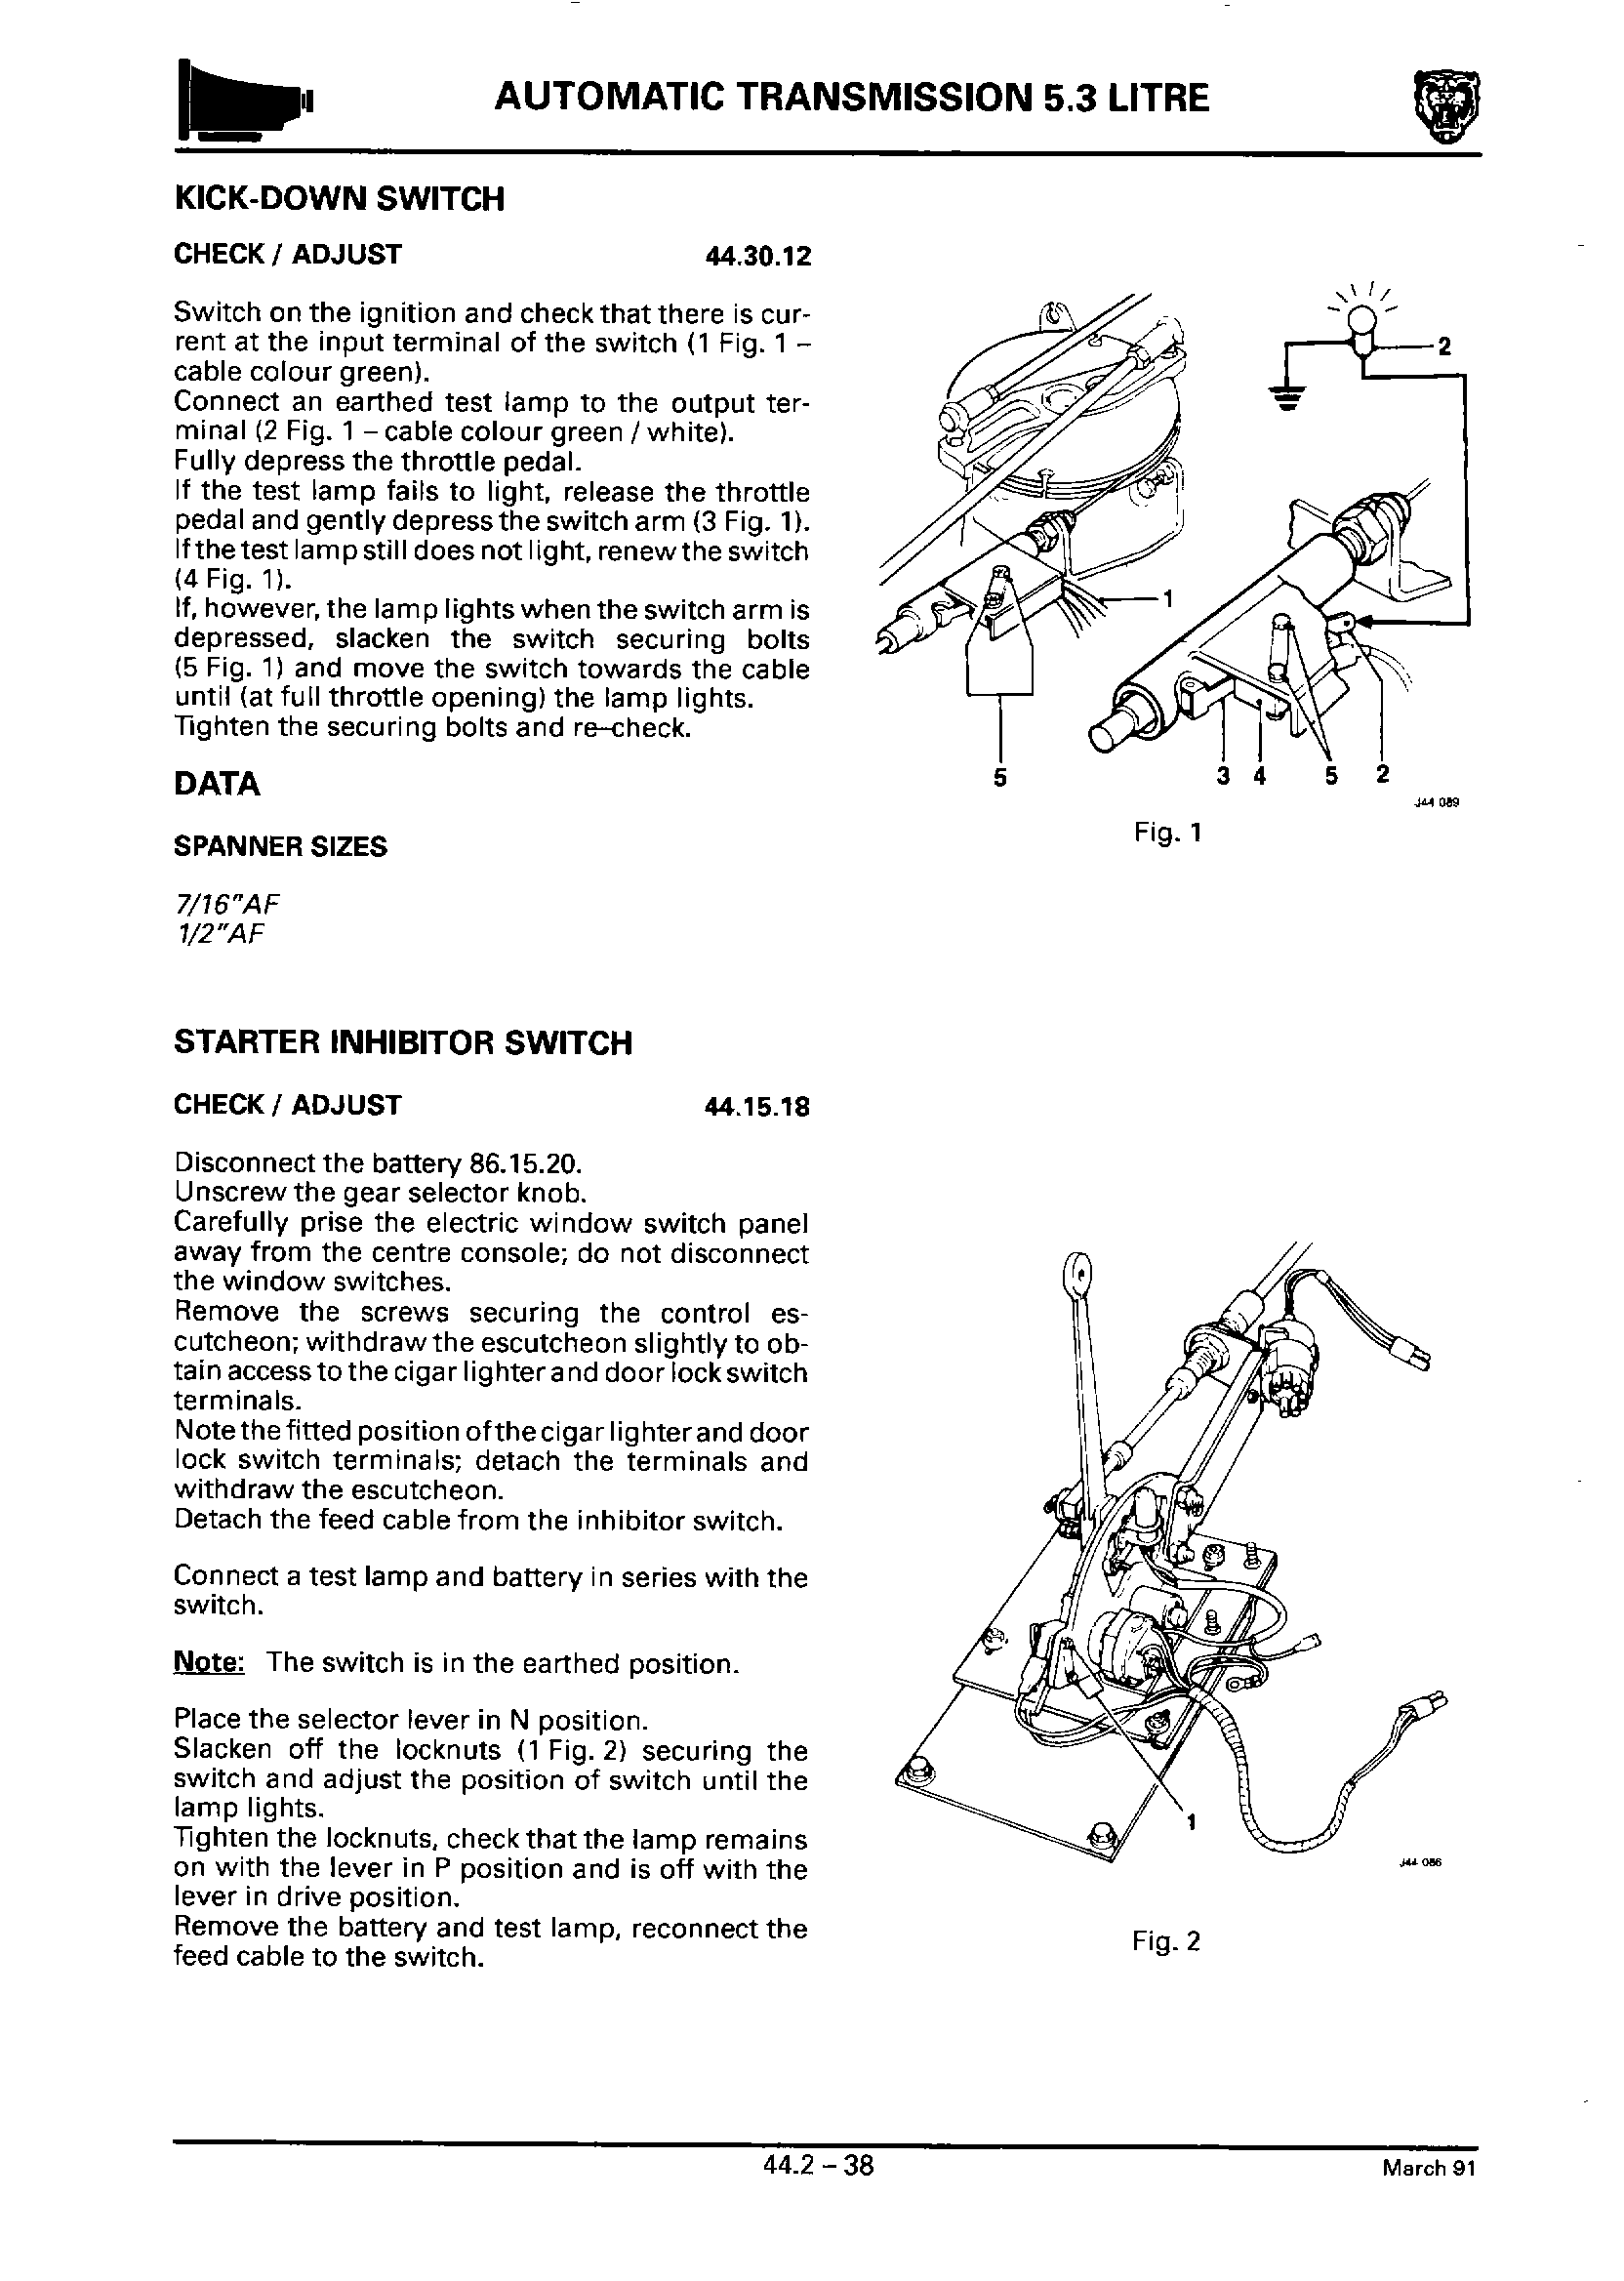 AUTOMATIC TRANSMISSION 5.3 LITRE
KICK-DOWN SWITCH
CHECK / ADJUST 44.30.12
Switch on the ignition and check that there is cur-
rent at the input terminal of the switch (1 Fig. 1 –
cable colour green).
Connect an earthed test lamp to the output ter-
minal (2 Fig. 1 – cable colour green / white).
Fully depress the throttle pedal.
If the test lamp fails to light, release the throttle
pedal and gently depress the switch arm (3 Fig. 1).
If the test lamp still does not light, renew the switch
(4 Fig. 1).
If, however, the lamp lights when the switch arm is
depressed, slacken the switch securing bolts
(5 Fig. 1) and move the switch towards the cable
until (at full throttle opening) the lamp lights.
Tighten the securing bolts and re–check.
DATA
SPANNER SIZES
7/16"AF
1/2"AF
2
1
5
3 4 5 2
J44 089
Fig. 1
STARTER INHIBITOR SWITCH
CHECK / ADJUST 44.15.18
Disconnect the battery 86.15.20.
Unscrew the gear selector knob.
Carefully prise the electric window switch panel
away from the centre console; do not disconnect
the window switches.
Remove the screws securing the control es-
cutcheon; withdraw the escutcheon slightly to ob-
tain access to the cigar lighter and door lock switch
terminals.
Note the fitted position of the cigar lighter and door
lock switch terminals; detach the terminals and
withdraw the escutcheon.
Detach the feed cable from the inhibitor switch.
Connect a test lamp and battery in series with the
switch.
Note: The switch is in the earthed position.
Place the selector lever in N position.
Slacken off the locknuts (1 Fig. 2) securing the
switch and adjust the position of switch until the
lamp lights.
Tighten the locknuts, check that the lamp remains
on with the lever in P position and is off with the
lever in drive position.
Remove the battery and test lamp, reconnect the
feed cable to the switch.
1
J44 086
Fig. 2
44.2 – 38
March 91